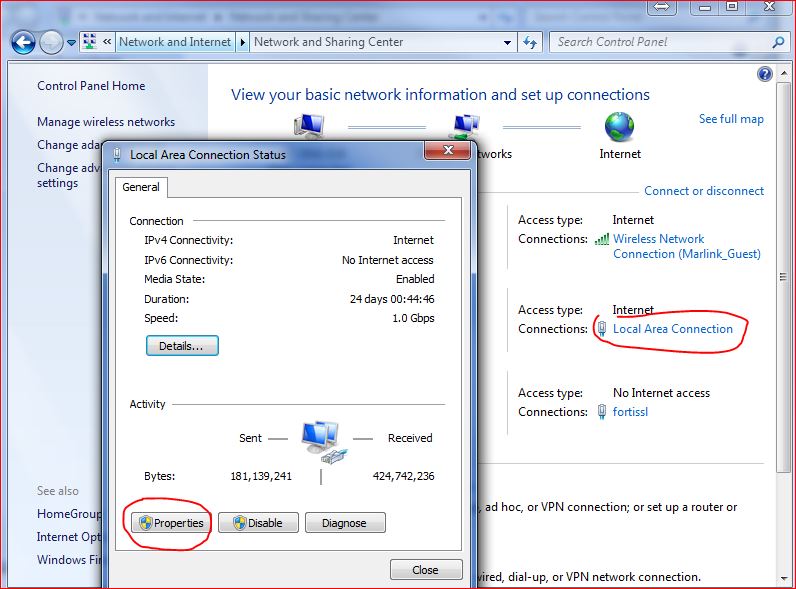 Network and Internet
Network and Sharing Center
Search Control Panel
Control Panel Home
Manage wireless networks
Change ada
Change adv
settings
See also
HomeGroup
Internet Opt
Windows Fir
View your basic network information and set up connections
See full map
works
Internet
Connect or disconnect
Access type: Internet
Connections: Wireless Network
Connection (Marlink_Guest)
Access type: Internet
Connections: Local Area Connection
Access type: No Internet access
Connections: fortissl
, ad hoc, or VPN connection; or set up a router or
wired, dial-up, or VPN network connection.
Local Area Connection Status
General
Connection
IPv4 Connectivity: Internet
IPv6 Connectivity: No Internet access
Media State: Enabled
Duration: 24 days 00:44:46
Speed: 1.0 Gbps
Details...
Activity
Sent Received
Bytes: 181,139,241 424,742,236
Properties Disable Diagnose
Close